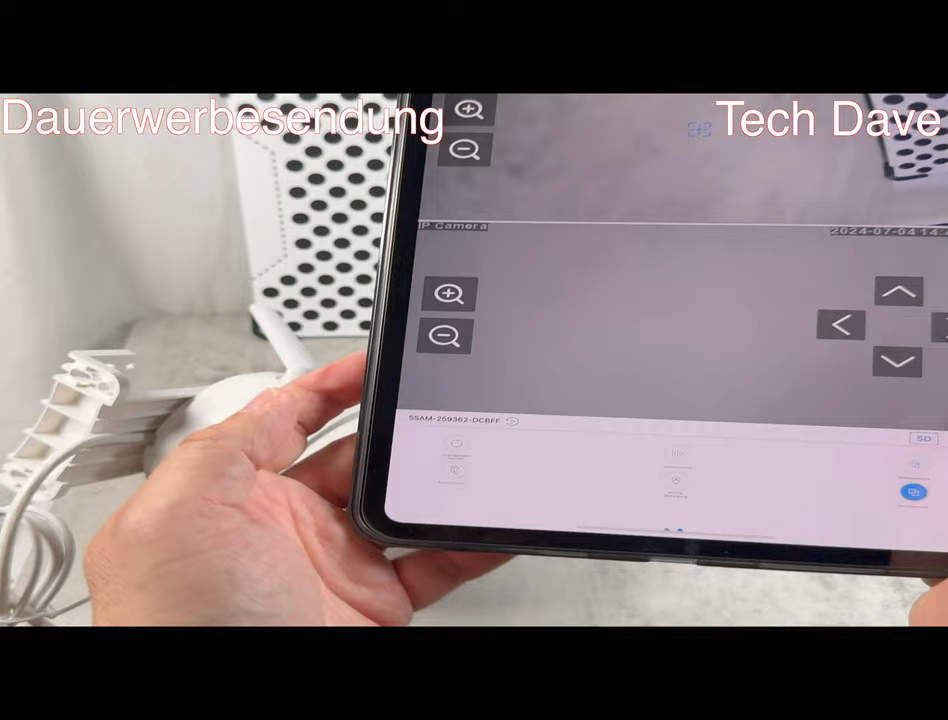 Dauerwerbesendung
Tech Dave
IP Camera
2024-07-04 14:
SSAM-259362-DCBFF
SD